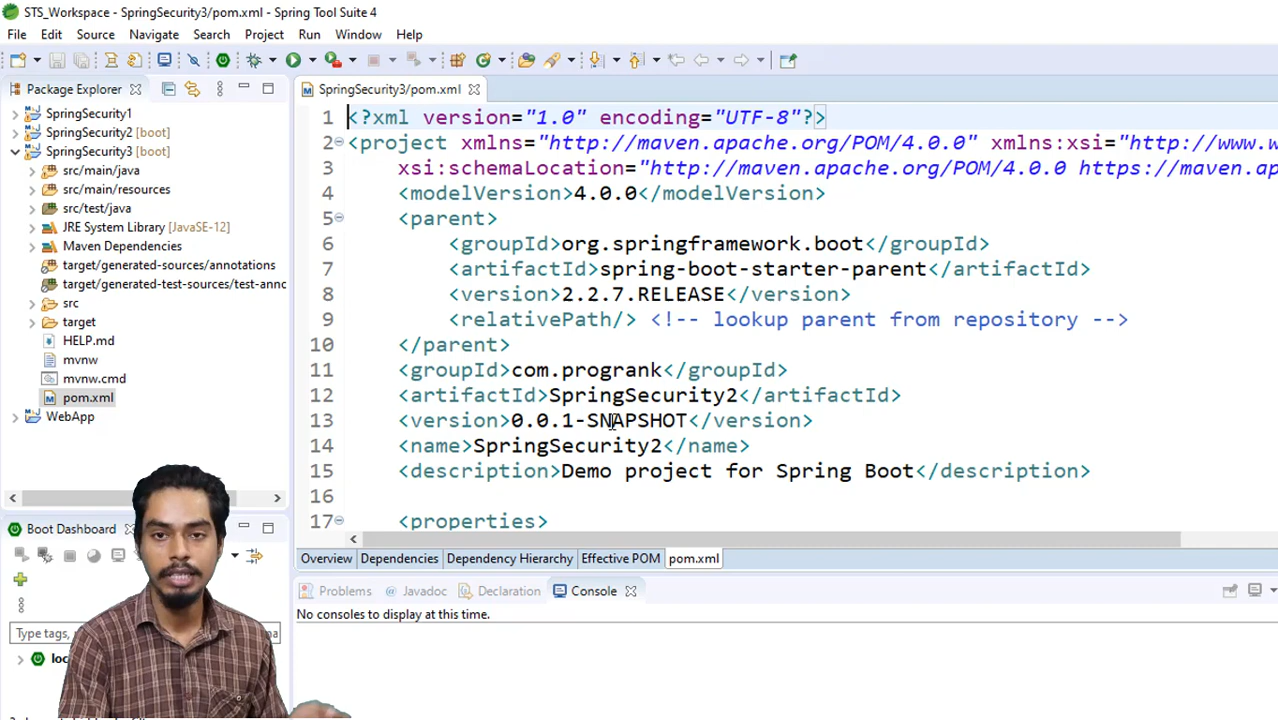 STS_Workspace - SpringSecurity3/pom.xml - Spring Tool Suite 4
File Edit Source Navigate Search Project Run Window Help
Package Explorer
SpringSecurity1
SpringSecurity2 [boot]
SpringSecurity3 [boot]
src/main/java
src/main/resources
src/test/java
JRE System Library [JavaSE-12]
Maven Dependencies
target/generated-sources/annotations
target/generated-test-sources/test-annc
src
target
HELP.md
mvnw
mvnw.cmd
pom.xml
WebApp
Boot Dashboard
Type tags,
loc
SpringSecurity3/pom.xml
1 <?xml version="1.0" encoding="UTF-8"?>
2 <project xmlns="http://maven.apache.org/POM/4.0.0" xmlns:xsi="http://www.w
3 xsi:schemaLocation="http://maven.apache.org/POM/4.0.0 https://maven.ap
4 <modelVersion>4.0.0</modelVersion>
5 <parent>
6 <groupId>org.springframework.boot</groupId>
7 <artifactId>spring-boot-starter-parent</artifactId>
8 <version>2.2.7.RELEASE</version>
9 <relativePath/> <!-- lookup parent from repository -->
10 </parent>
11 <groupId>com.progrank</groupId>
12 <artifactId>SpringSecurity2</artifactId>
13 <version>0.0.1-SNAPSHOT</version>
14 <name>SpringSecurity2</name>
15 <description>Demo project for Spring Boot</description>
16
17 <properties>
Overview Dependencies Dependency Hierarchy Effective POM pom.xml
Problems @ Javadoc Declaration Console
No consoles to display at this time.